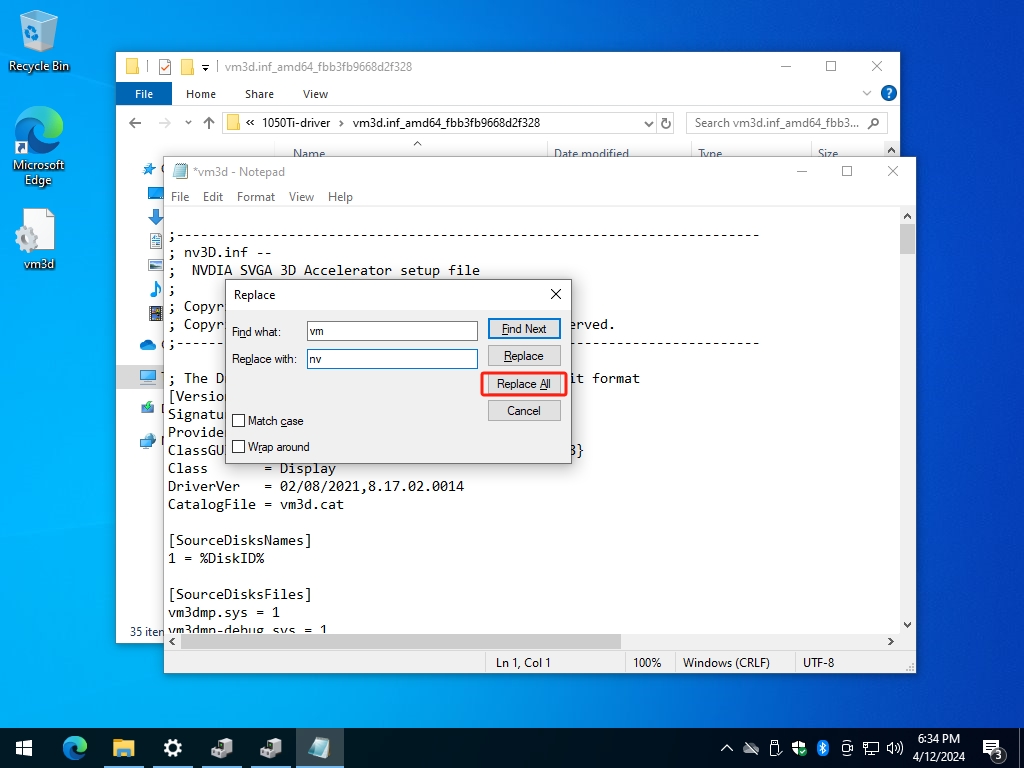 Recycle Bin
Microsoft
Edge
vm3d
vm3d.inf_amd64_fbb3fb9668d2f328
File Home Share View
« 1050Ti-driver › vm3d.inf_amd64_fbb3fb9668d2f328
Search vm3d.inf_amd64_fbb3...
Name Date modified Type Size
35 iten
*vm3d - Notepad
File Edit Format View Help
;-----------------------------------------------------------------------
; nv3D.inf --
;  NVDIA SVGA 3D Accelerator setup file
;
; Copyr
; Copyr erved.
;-----------------------------------------------------------------------
; The Dr it format
[Version
Signatu
Provide
ClassGU 8}
Class       = Display
DriverVer   = 02/08/2021,8.17.02.0014
CatalogFile = vm3d.cat
[SourceDisksNames]
1 = %DiskID%
[SourceDisksFiles]
vm3dmp.sys = 1
vm3dmp-debug.sys = 1
Replace
Find what: vm Find Next
Replace with: nv Replace
Replace All
Cancel
Match case
Wrap around
Ln 1, Col 1 100% Windows (CRLF) UTF-8
6:34 PM
4/12/2024
3